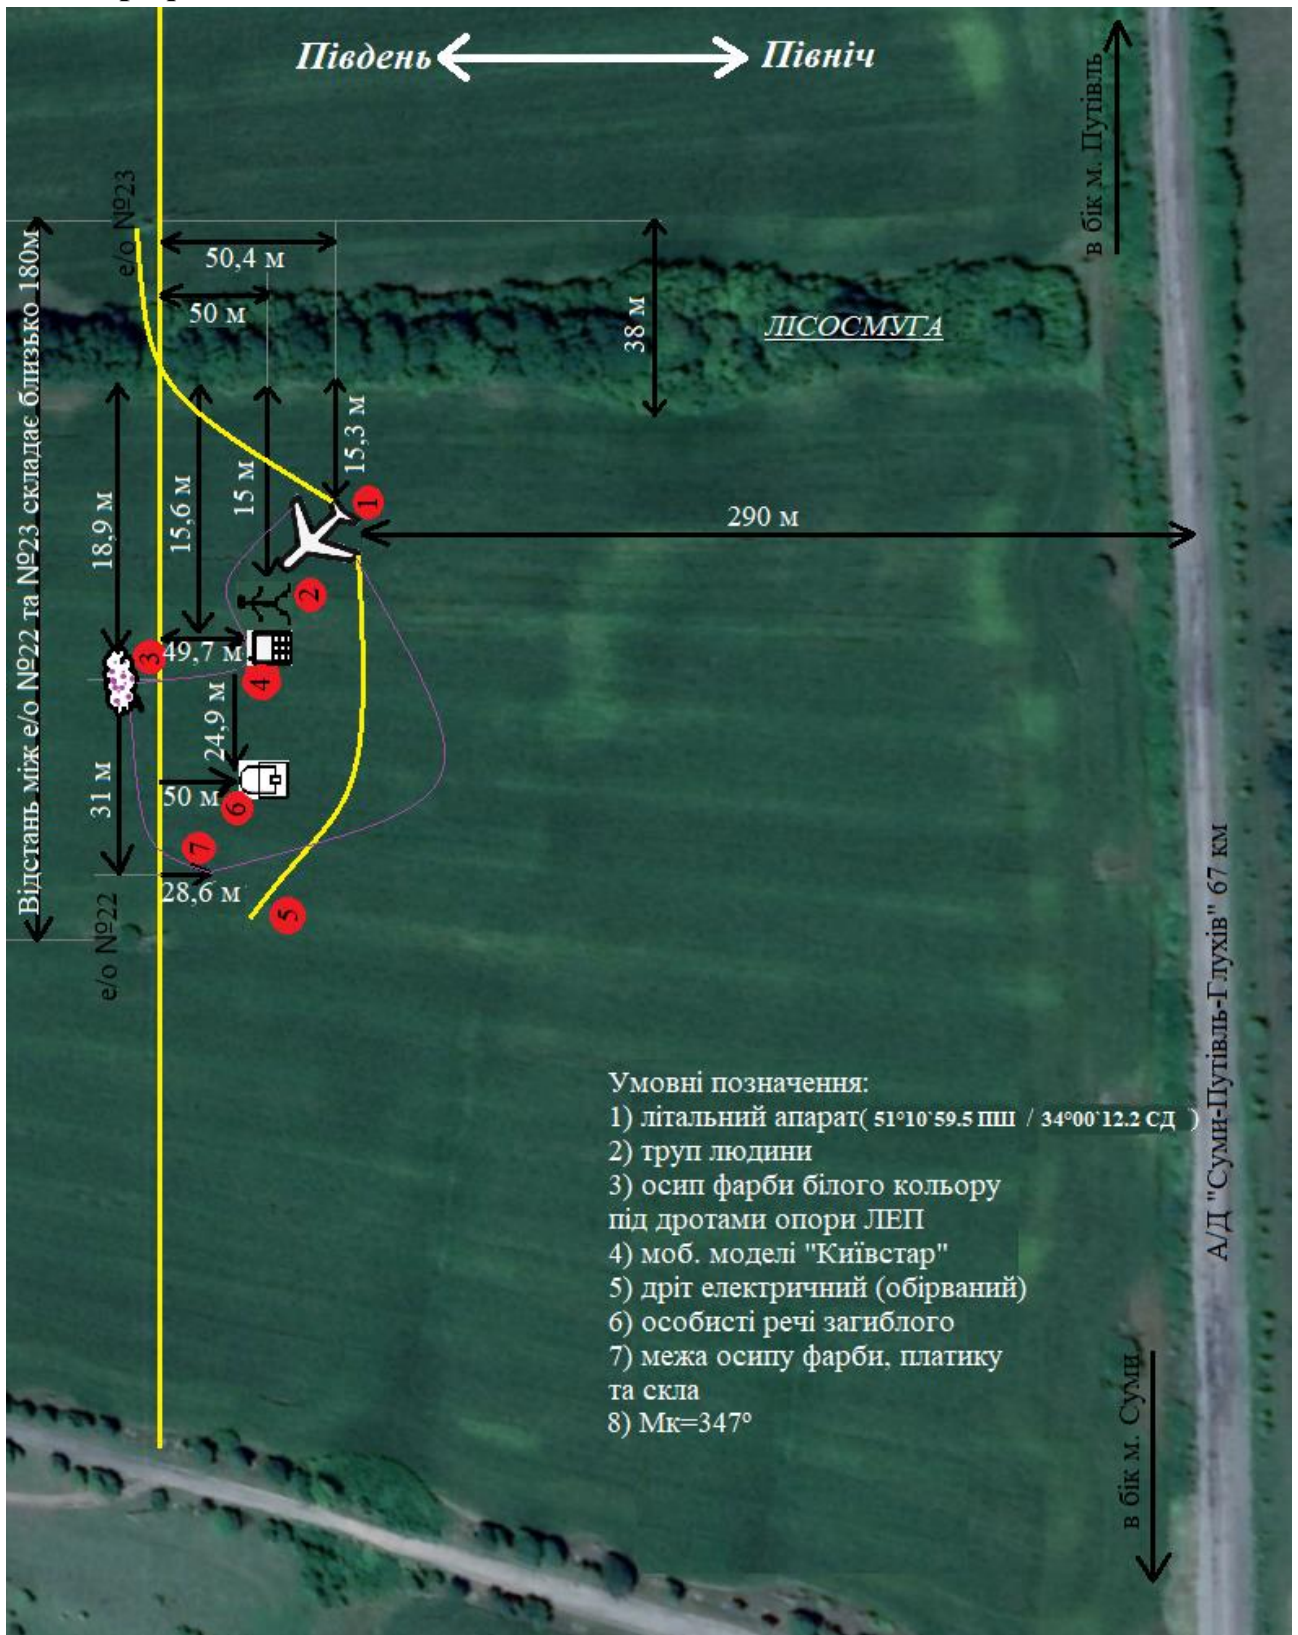 Південь Північ
в бік м. Путівль
е/о №23
Відстань між е/о №22 та №23 складає близько 180м
50,4 м
50 м
38 м
ЛІСОСМУГА
18,9 м
15,6 м
15 м
15,3 м
1
290 м
2
3
49,7 м
4
24,9 м
31 м
50 м
6
7
28,6 м
5
е/о №22
А/Д "Суми-Путівль-Глухів" 67 км
Умовні позначення:
1) літальний апарат( 51°10`59.5 ПШ / 34°00`12.2 СД )
2) труп людини
3) осип фарби білого кольору
під дротами опори ЛЕП
4) моб. моделі "Київстар"
5) дріт електричний (обірваний)
6) особисті речі загиблого
7) межа осипу фарби, платику
та скла
8) Мк=347º
в бік м. Суми